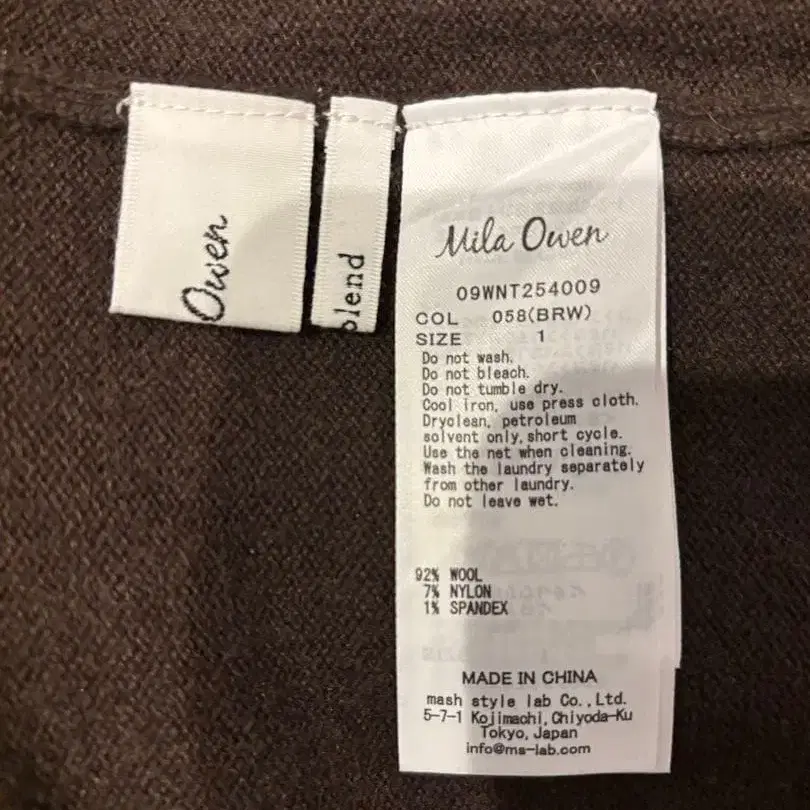 Owen
blend
Mila Owen
09WNT254009
COL 058(BRW)
SIZE 1
Do not wash.
Do not bleach.
Do not tumble dry.
Cool iron, use press cloth.
Dryclean, petroleum
solvent only, short cycle.
Use the net when cleaning.
Wash the laundry separately
from other laundry.
Do not leave wet.
92% WOOL
7% NYLON
1% SPANDEX
MADE IN CHINA
mash style lab Co., Ltd.
5-7-1 Kojimachi, Chiyoda-Ku
Tokyo, Japan
info@ms-lab.com